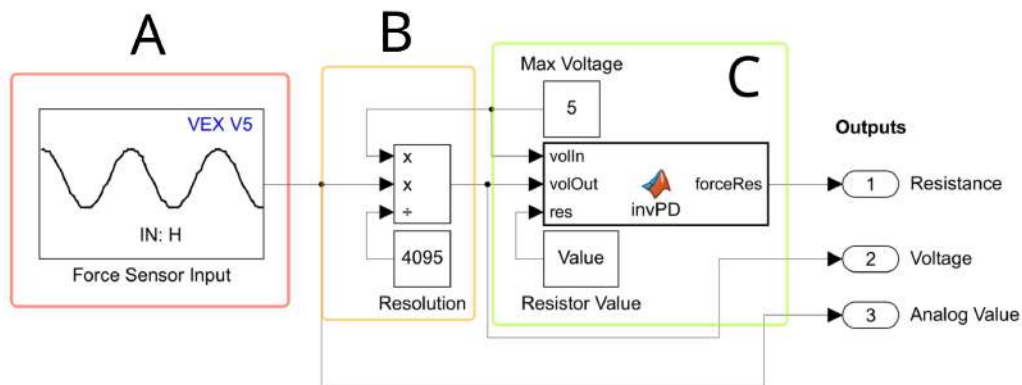 A
B
C
VEX V5
IN: H
Force Sensor Input
x
x
÷
4095
Resolution
Max Voltage
5
volIn
volOut
res
forceRes
invPD
Value
Resistor Value
Outputs
1
Resistance
2
Voltage
3
Analog Value